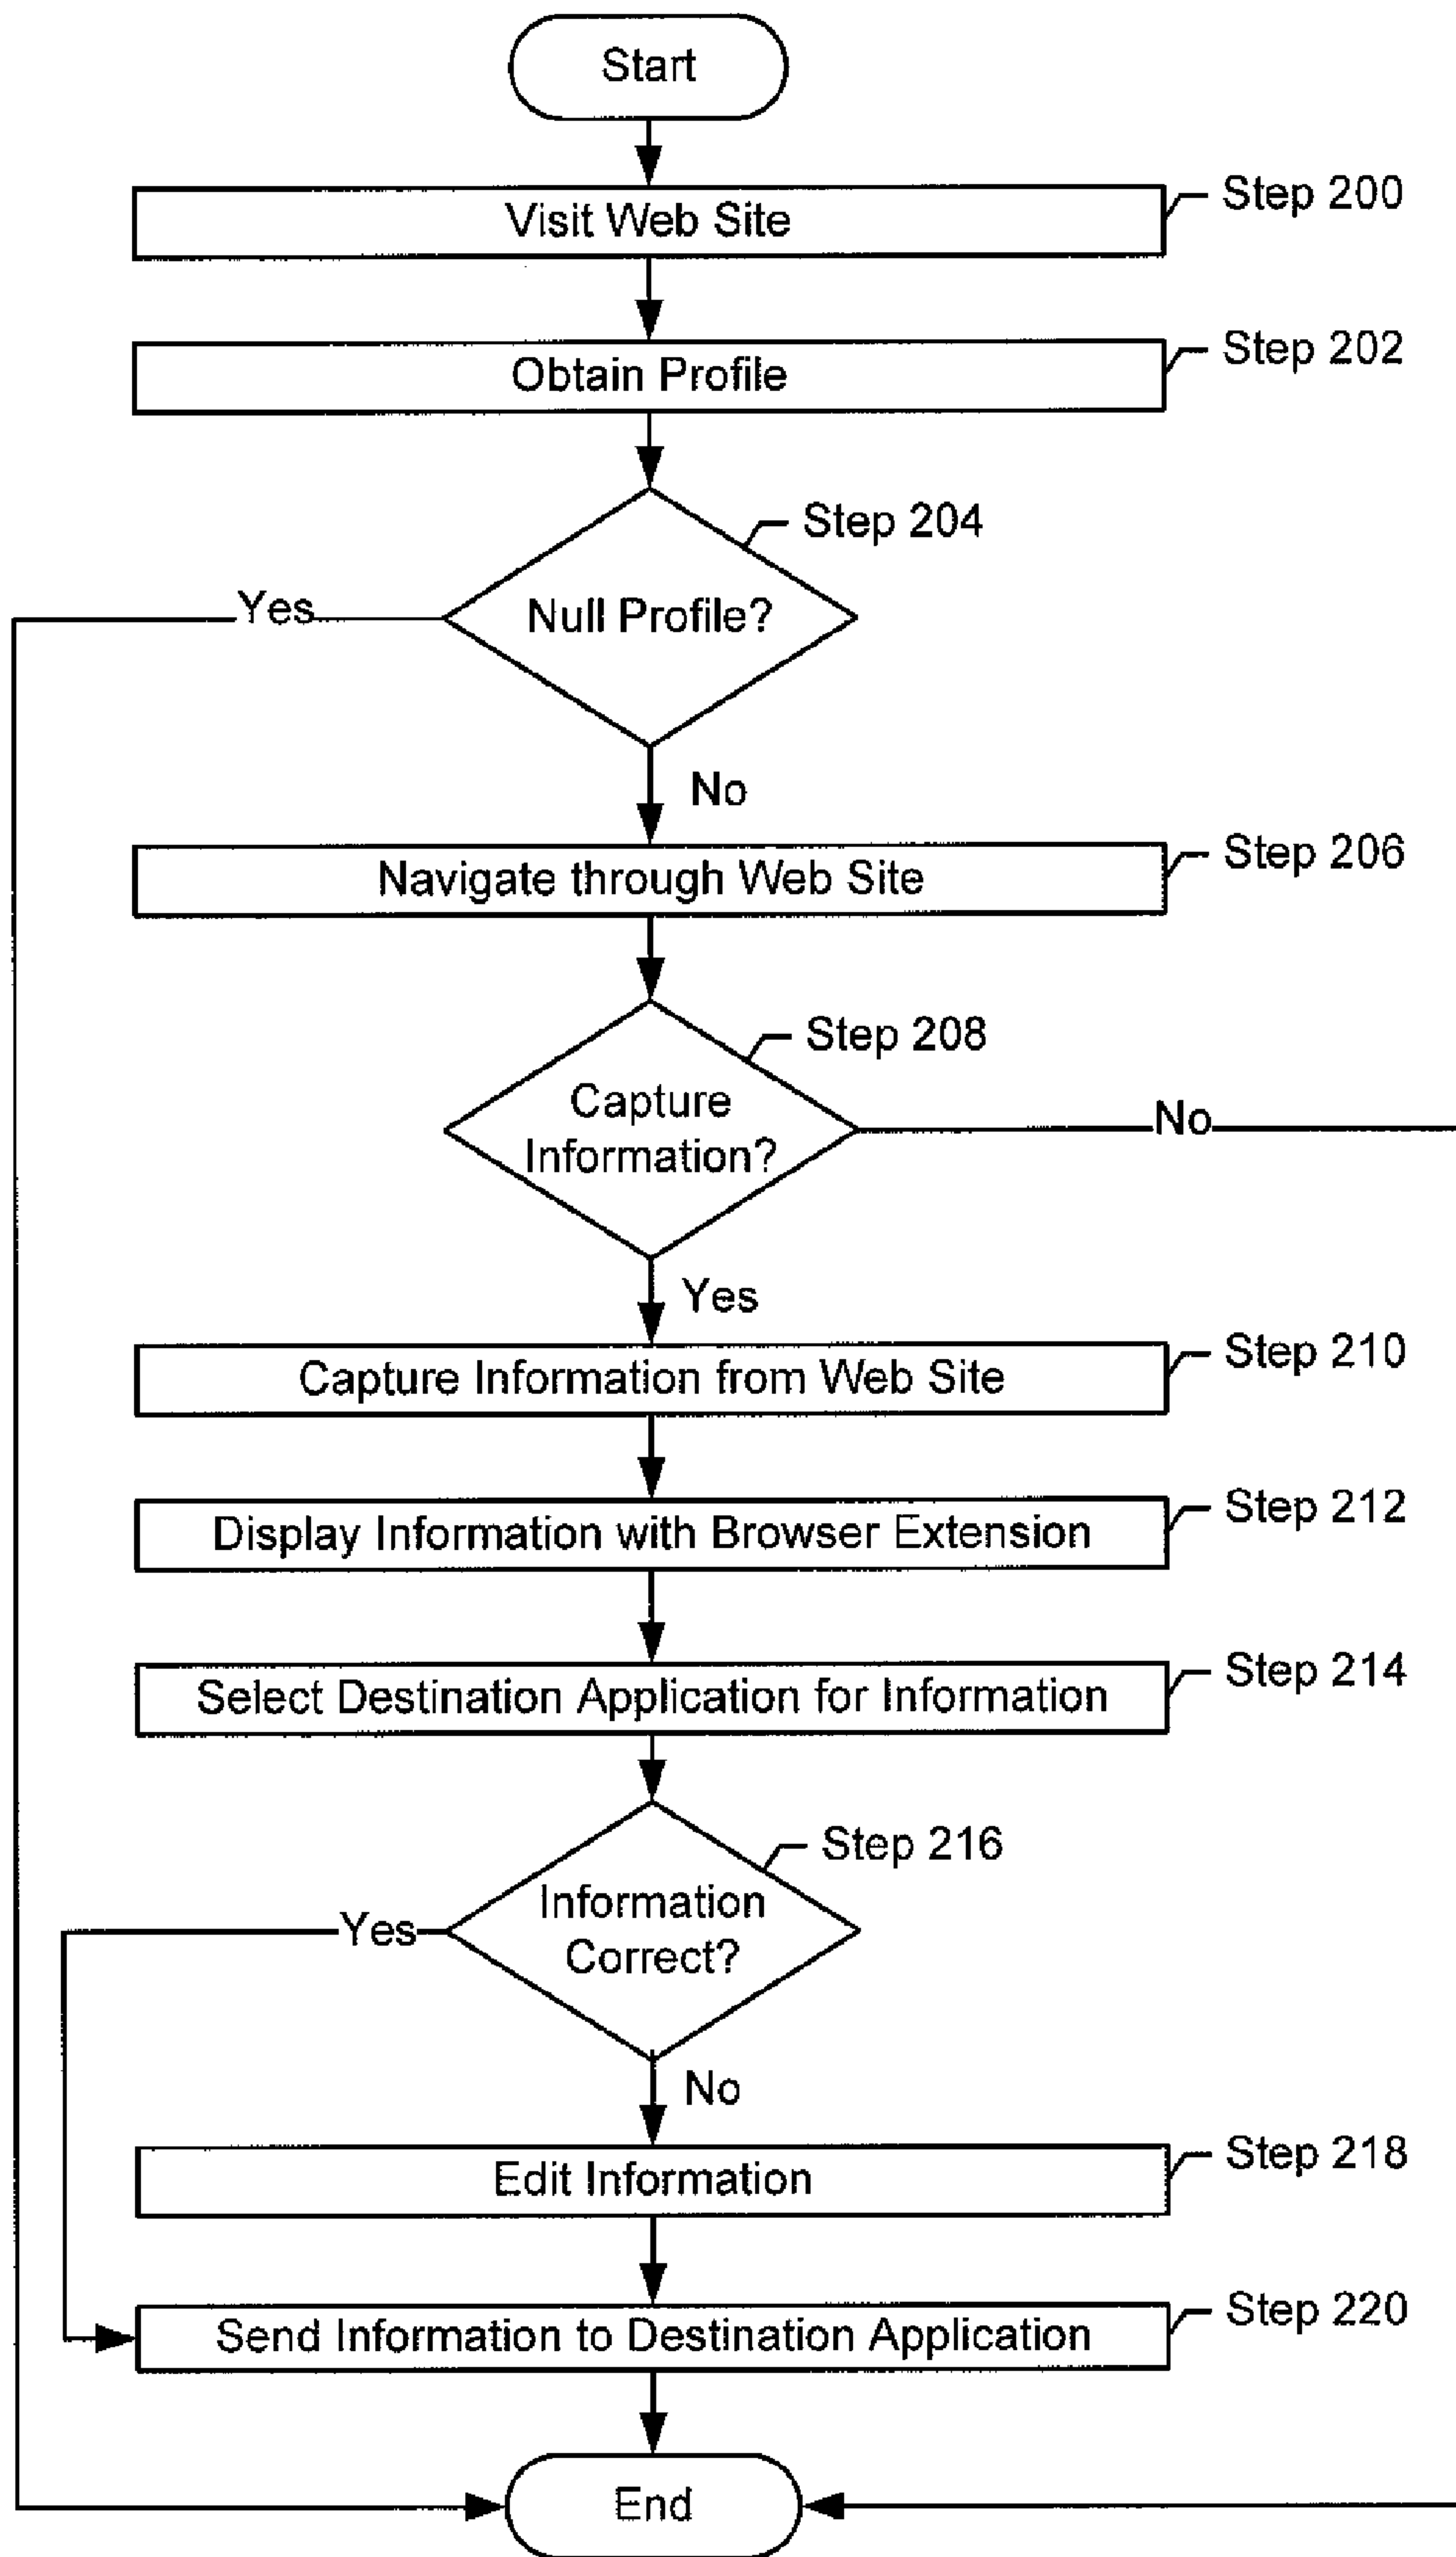 Start
Visit Web Site
Step 200
Obtain Profile
Step 202
Step 204
Null Profile?
Yes
No
Navigate through Web Site
Step 206
Step 208
Capture
Information?
No
Yes
Capture Information from Web Site
Step 210
Display Information with Browser Extension
Step 212
Select Destination Application for Information
Step 214
Step 216
Information
Correct?
Yes
No
Edit Information
Step 218
Send Information to Destination Application
Step 220
End